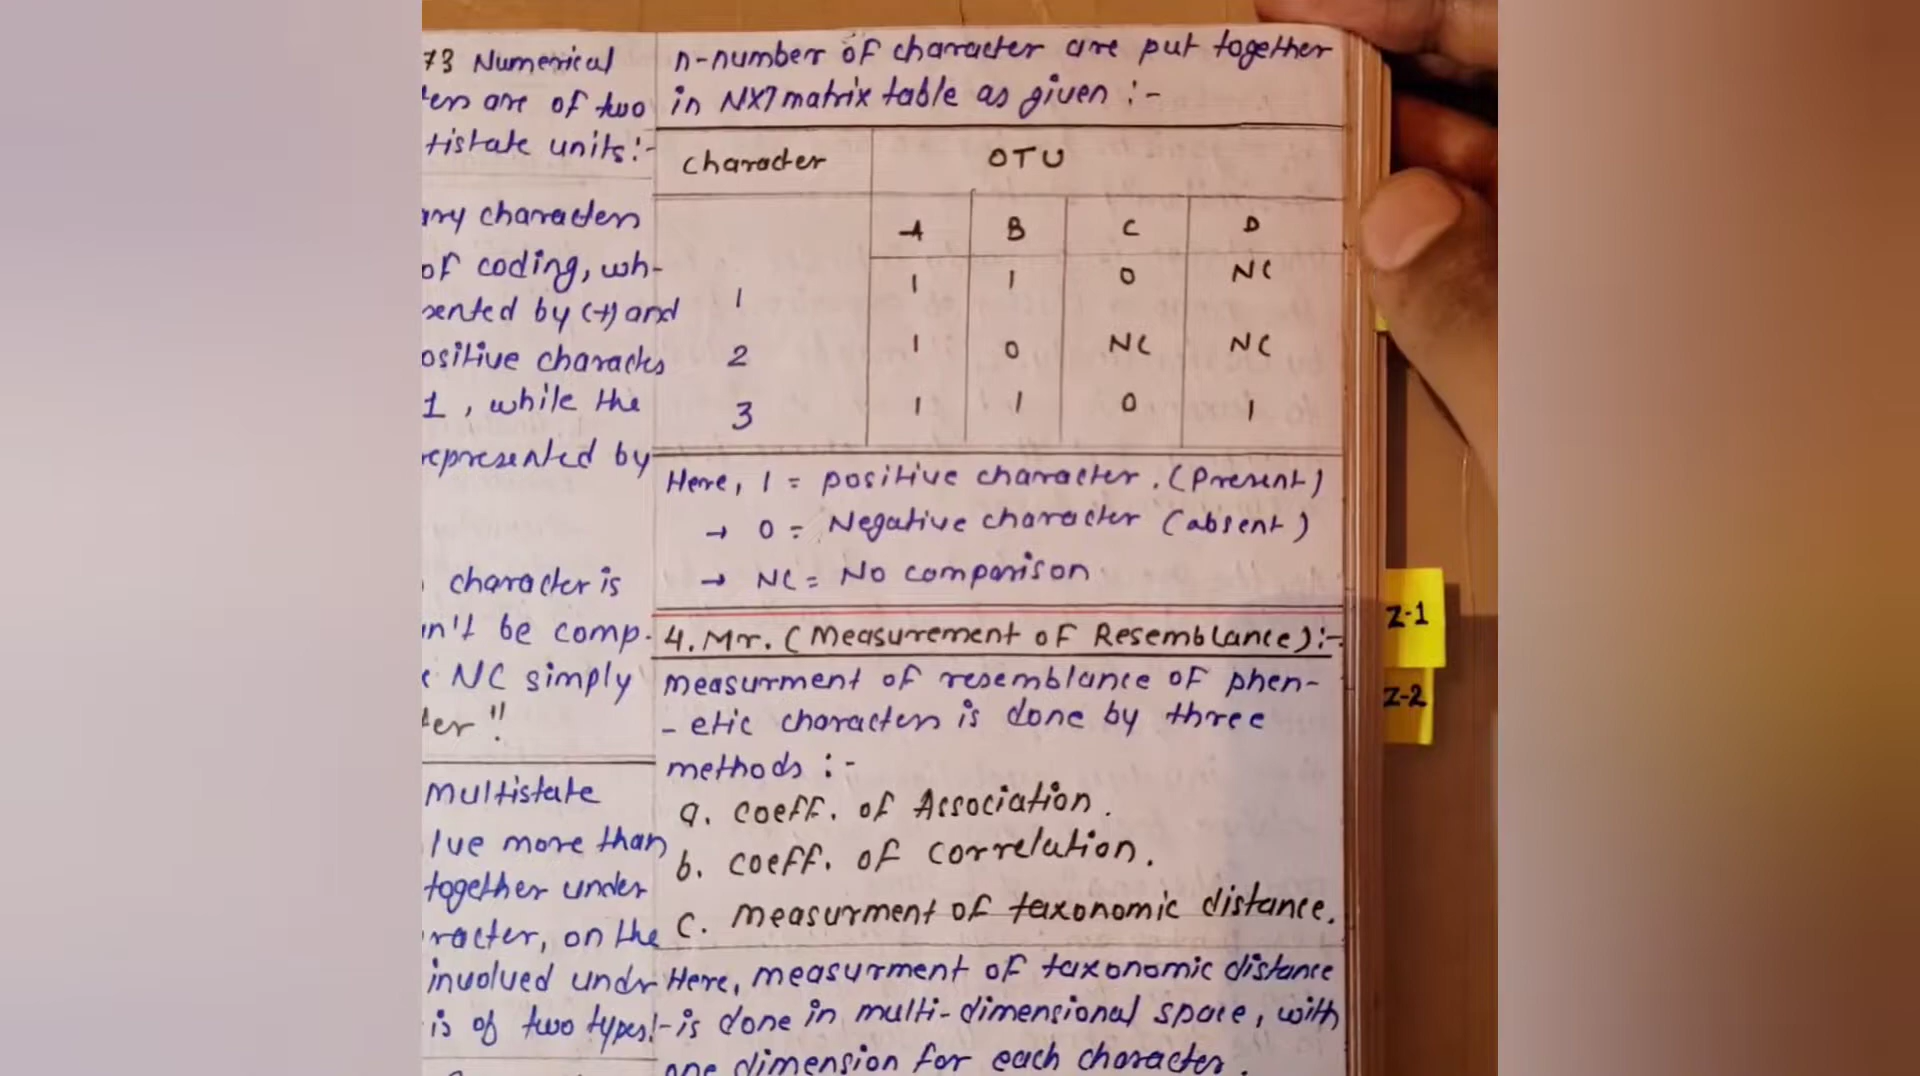 73 Numerical
ers are of two
tistate units:-
ary characters
of coding, wh-
sented by (+) and
ositive characters
1, while the
represented by
character is
n't be comp-
NC simply
ter"
Multistate
lve more than
together under
racter, on the
involved undr
is of two types:-
n-number of character are put together
in NXT matrix table as given :-
Character OTU
A B C D
1 1 1 0 NC
2 1 0 NC NC
3 1 1 0 1
Here, 1 = positive character. (Present)
→ 0 = Negative character (absent)
→ NC = No comparison
4. Mr. (Measurement of Resemblance) :-
measurment of resemblance of phen-
-etic characters is done by three
methods :-
a. coeff. of Association.
b. coeff. of correlation.
c. measurment of taxonomic distance.
Here, measurment of taxonomic distance
is done in multi-dimensional space, with
one dimension for each character.
Z-1
Z-2